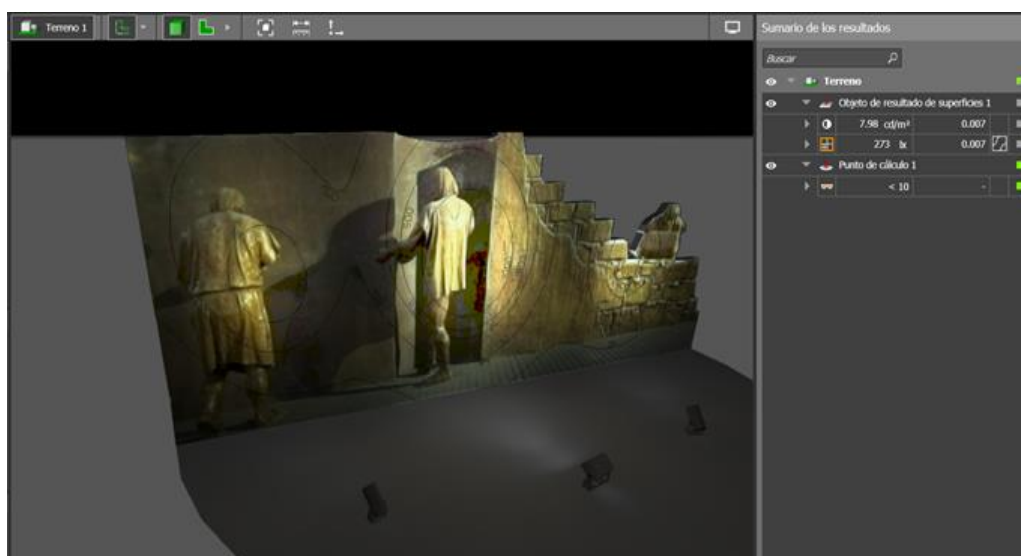 Terreno 1
Sumario de los resultados
Buscar
Terreno
Objeto de resultado de superficies 1
7.98 cd/m² 0.007
273 lx 0.007
Punto de cálculo 1
< 10 -